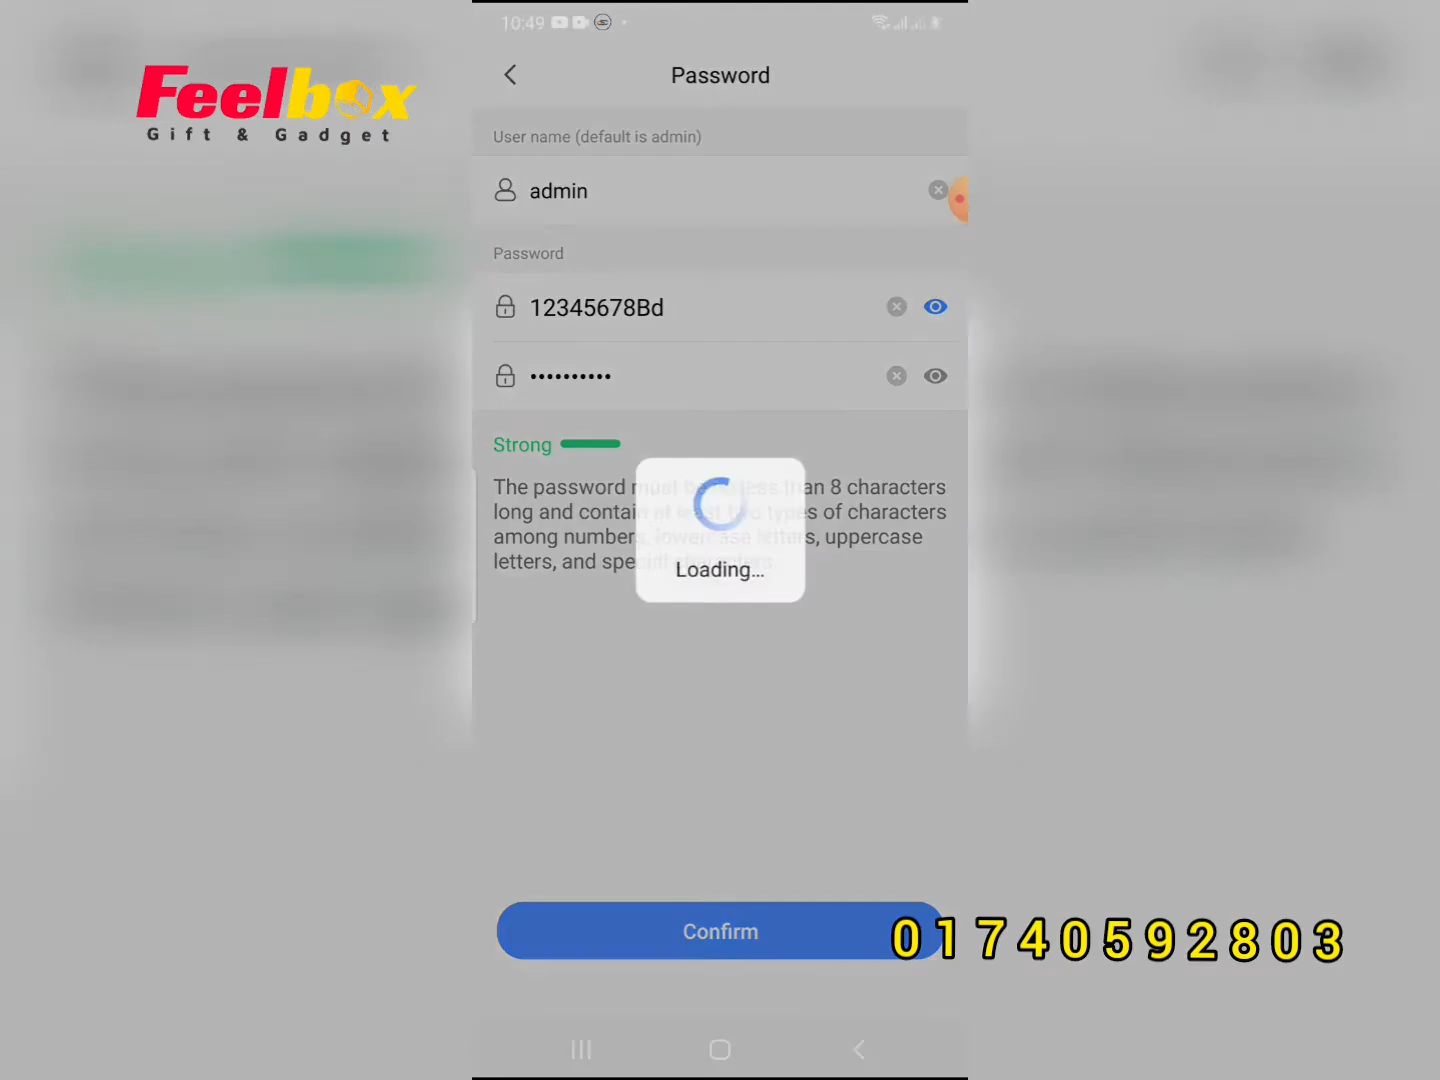 10:49
Feelbox
Gift & Gadget
Password
User name (default is admin)
admin
Password
12345678Bd
••••••••••
Strong
The password must be no less than 8 characters
long and contain at least two types of characters
among numbers, lowercase letters, uppercase
letters, and special characters.
Loading...
Confirm
01740592803